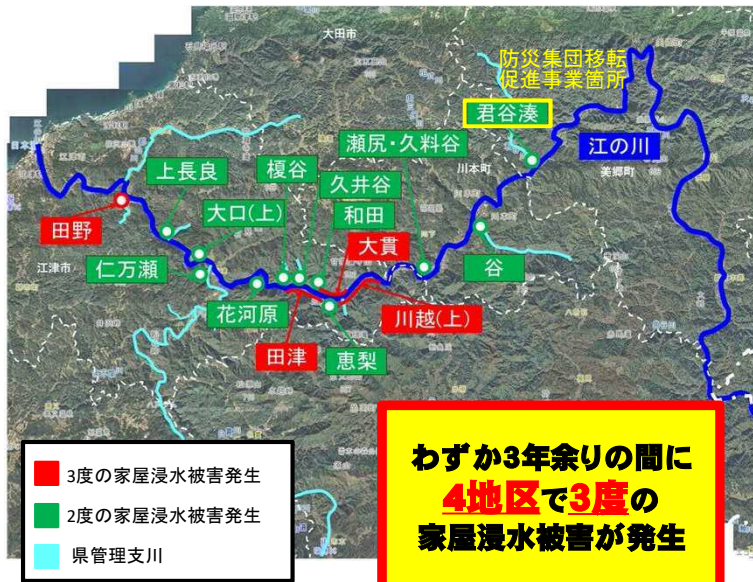 大田市
防災集団移転
促進事業箇所
君谷湊
瀬尻・久料谷
川本町
江の川
美郷町
上長良
榎谷
久井谷
大口(上)
和田
田野
大貫
江津市
仁万瀬
谷
花河原
川越(上)
田津
恵梨
3度の家屋浸水被害発生
2度の家屋浸水被害発生
県管理支川
わずか3年余りの間に
4地区で3度の
家屋浸水被害が発生